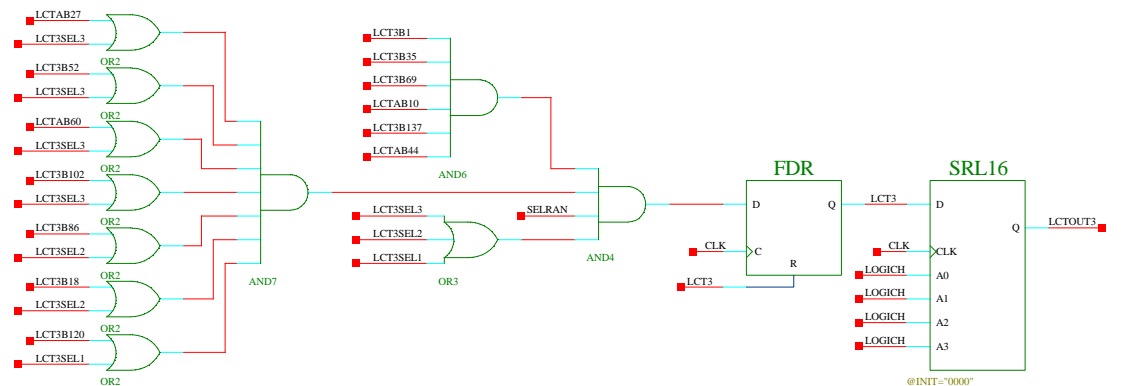 LCTAB27
LCT3SEL3
OR2
LCT3B52
LCT3SEL3
OR2
LCTAB60
LCT3SEL3
OR2
LCT3B102
LCT3SEL3
OR2
LCT3B86
LCT3SEL2
OR2
LCT3B18
LCT3SEL2
OR2
LCT3B120
LCT3SEL1
OR2
AND7
LCT3B1
LCT3B35
LCT3B69
LCTAB10
LCT3B137
LCTAB44
AND6
LCT3SEL3
LCT3SEL2
LCT3SEL1
OR3
SELRAN
AND4
FDR
D
Q
CLK
C
R
LCT3
LCT3
SRL16
D
Q
LCTOUT3
CLK
CLK
LOGICH
A0
LOGICH
A1
LOGICH
A2
LOGICH
A3
@INIT="0000"